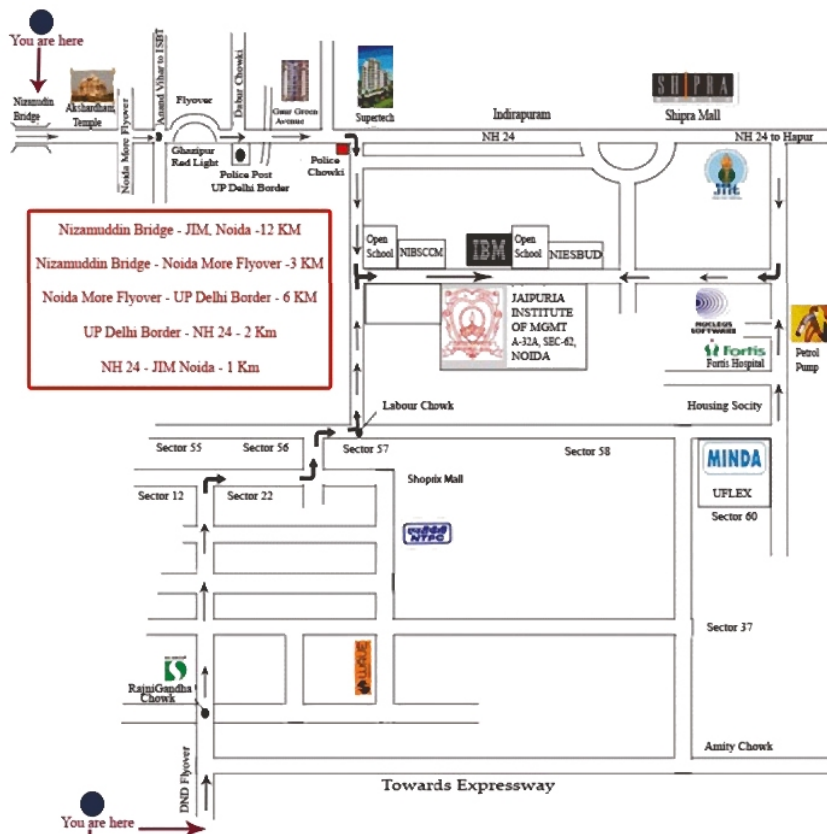 You are here
Nizamudin
Bridge
Akshardham
Temple
Noida More Flyover
Anand Vihar to ISBT
Flyover
Ghazipur
Red Light
Dabur Chowki
Police Post
UP Delhi Border
Gaur Green
Avenue
Supertech
Police
Chowki
Indirapuram
NH 24
SHIPRA
Shipra Mall
NH 24 to Hapur
JIIT
Nizamuddin Bridge - JIM, Noida -12 KM
Nizamuddin Bridge - Noida More Flyover -3 KM
Noida More Flyover - UP Delhi Border - 6 KM
UP Delhi Border - NH 24 - 2 Km
NH 24 - JIM Noida - 1 Km
Open
School
NIBSCCM
IBM
Open
School
NIESBUD
JAIPURIA
INSTITUTE
OF MGMT
A-32A, SEC-62,
NOIDA
NUCLEUS
SOFTWARE
Fortis
Fortis Hospital
Petrol
Pump
Labour Chowk
Housing Socity
Sector 55
Sector 56
Sector 57
Sector 58
MINDA
UFLEX
Sector 60
Sector 12
Sector 22
Shoprix Mall
एनटीपीसी
NTPC
Sector 37
RajniGandha
Chowk
DND Flyover
Amity Chowk
Towards Expressway
You are here